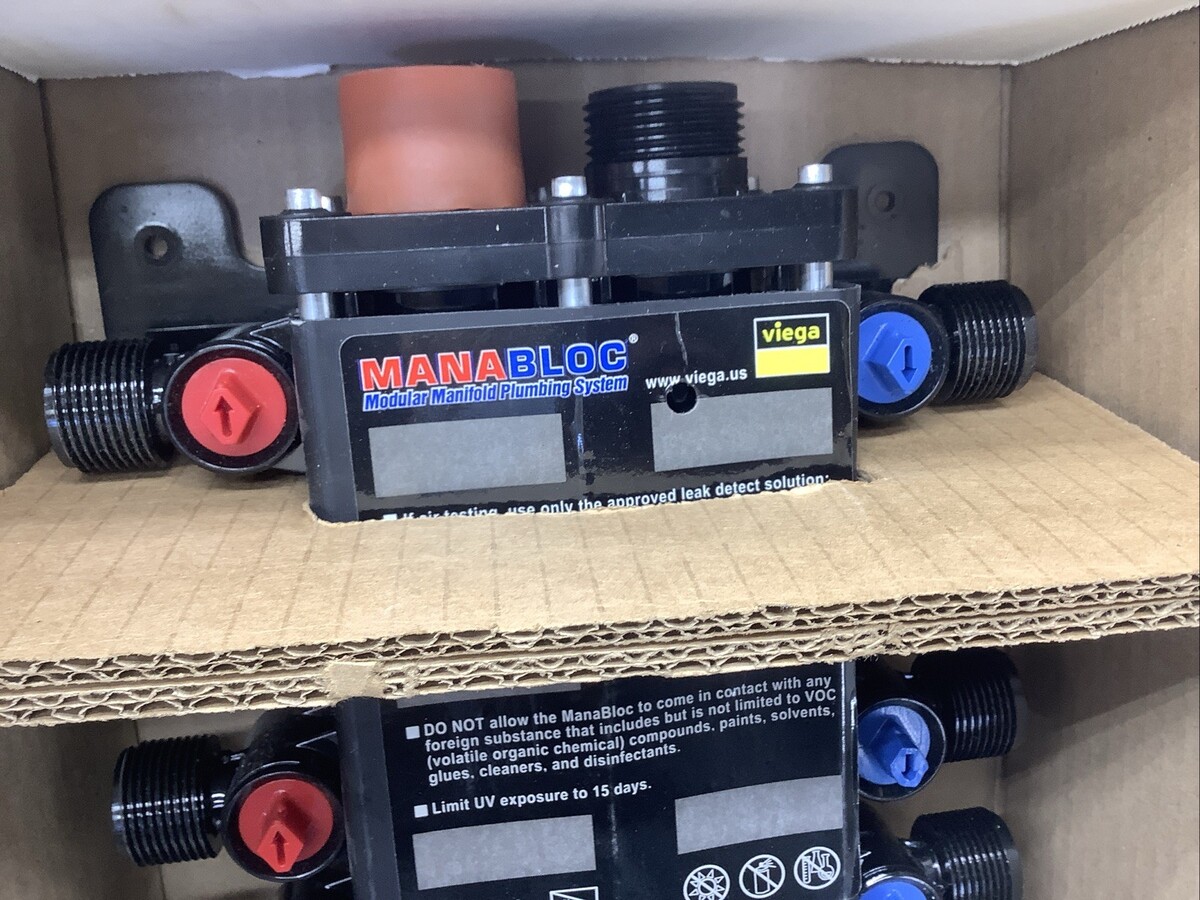 MANABLOC®
Modular Manifold Plumbing System
viega
www.viega.us
■ If air testing, use only the approved leak detect solution:
■ DO NOT allow the ManaBloc to come in contact with any
foreign substance that includes but is not limited to VOC
(volatile organic chemical) compounds, paints, solvents,
glues, cleaners, and disinfectants.
■ Limit UV exposure to 15 days.